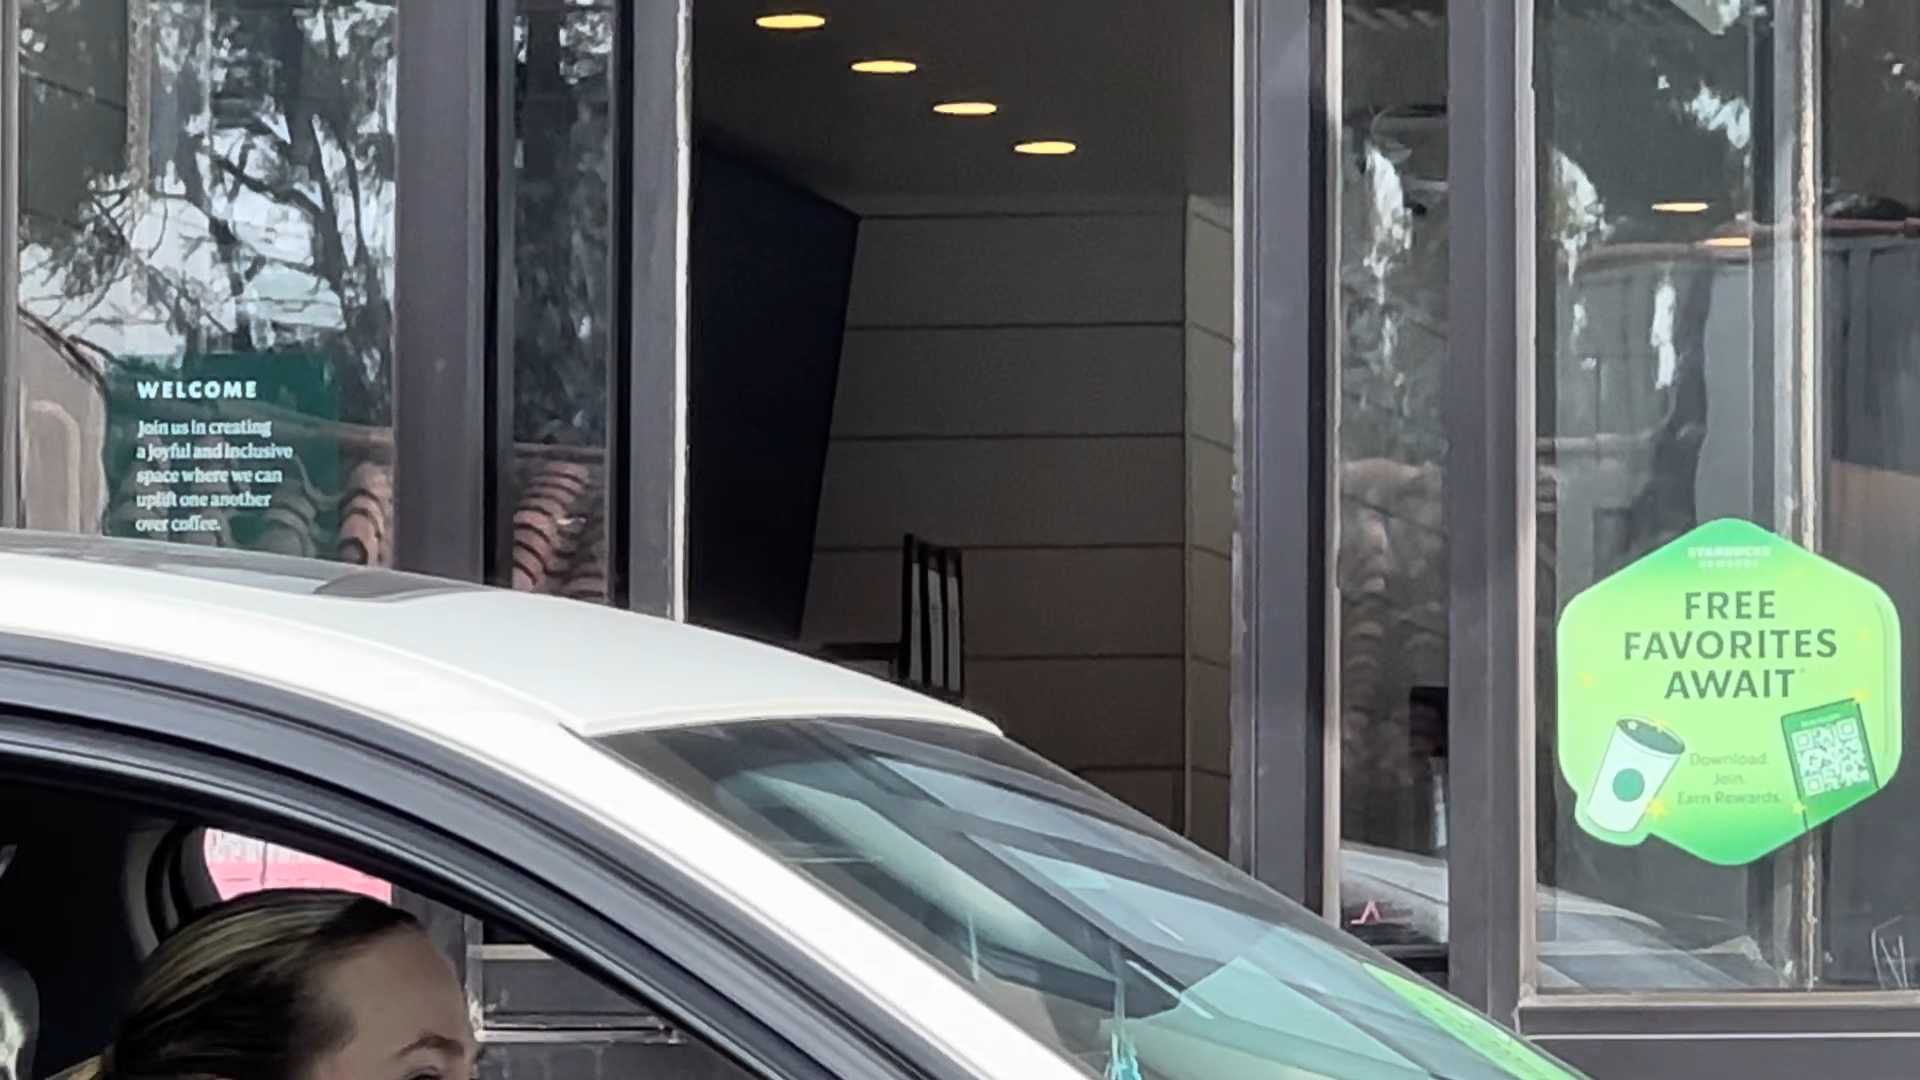 WELCOME
Join us in creating
a joyful and inclusive
space where we can
uplift one another
over coffee.
STARBUCKS
REWARDS
FREE
FAVORITES
AWAIT
Download.
Join.
Earn Rewards.